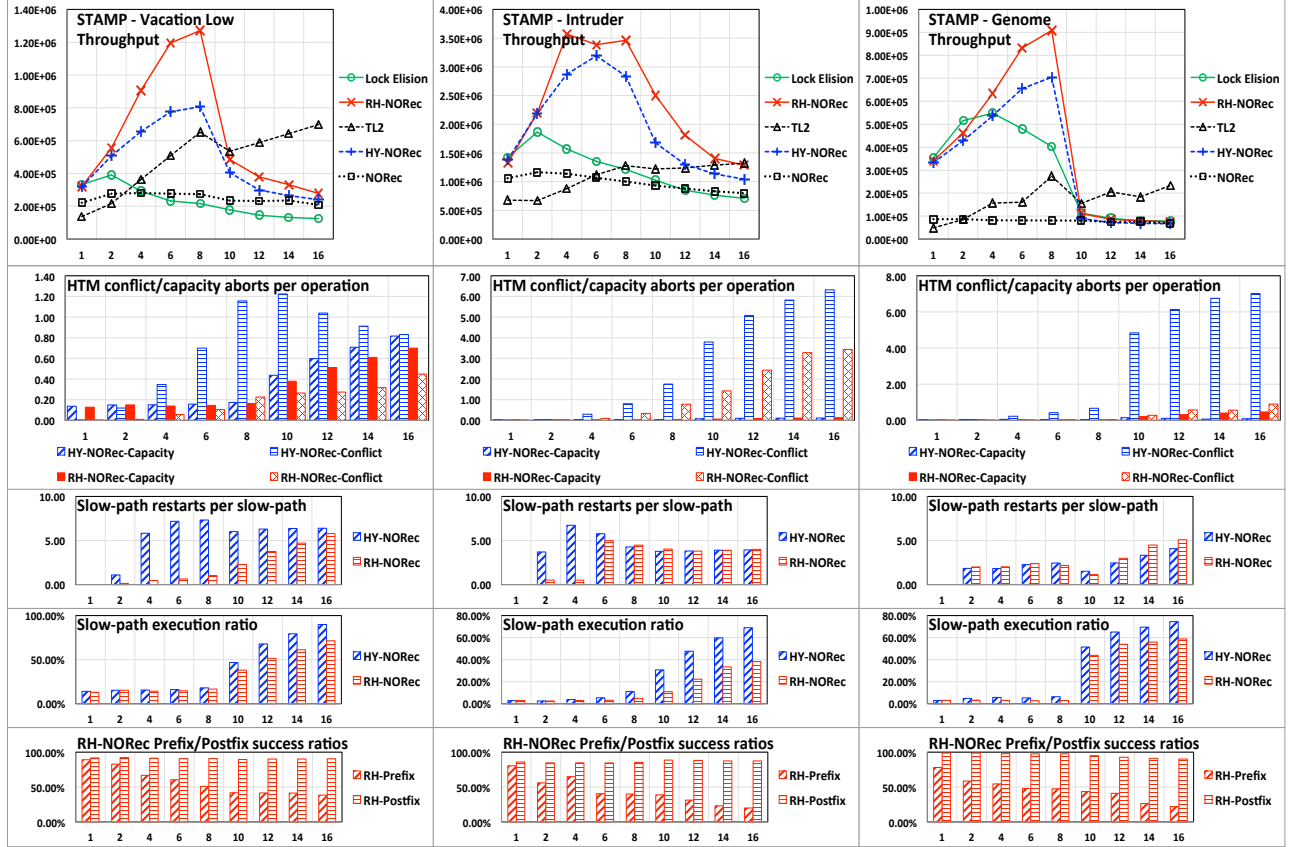 STAMP - Vacation Low
Throughput
1.40E+06
1.20E+06
1.00E+06
8.00E+05
6.00E+05
4.00E+05
2.00E+05
0.00E+00
1 2 4 6 8 10 12 14 16
Lock Elision
RH-NORec
TL2
HY-NORec
NORec
STAMP - Intruder
Throughput
4.00E+06
3.50E+06
3.00E+06
2.50E+06
2.00E+06
1.50E+06
1.00E+06
5.00E+05
0.00E+00
1 2 4 6 8 10 12 14 16
Lock Elision
RH-NORec
TL2
HY-NORec
NORec
STAMP - Genome
Throughput
1.00E+06
9.00E+05
8.00E+05
7.00E+05
6.00E+05
5.00E+05
4.00E+05
3.00E+05
2.00E+05
1.00E+05
0.00E+00
1 2 4 6 8 10 12 14 16
Lock Elision
RH-NORec
TL2
HY-NORec
NORec
HTM conflict/capacity aborts per operation
1.40
1.20
1.00
0.80
0.60
0.40
0.20
0.00
1 2 4 6 8 10 12 14 16
HY-NORec-Capacity HY-NORec-Conflict
RH-NORec-Capacity RH-NORec-Conflict
HTM conflict/capacity aborts per operation
7.00
6.00
5.00
4.00
3.00
2.00
1.00
0.00
1 2 4 6 8 10 12 14 16
HY-NORec-Capacity HY-NORec-Conflict
RH-NORec-Capacity RH-NORec-Conflict
HTM conflict/capacity aborts per operation
8.00
6.00
4.00
2.00
0.00
1 2 4 6 8 10 12 14 16
HY-NORec-Capacity HY-NORec-Conflict
RH-NORec-Capacity RH-NORec-Conflict
Slow-path restarts per slow-path
10.00
5.00
0.00
1 2 4 6 8 10 12 14 16
HY-NORec
RH-NORec
Slow-path restarts per slow-path
10.00
5.00
0.00
1 2 4 6 8 10 12 14 16
HY-NORec
RH-NORec
Slow-path restarts per slow-path
10.00
5.00
0.00
1 2 4 6 8 10 12 14 16
HY-NORec
RH-NORec
Slow-path execution ratio
100.00%
50.00%
0.00%
1 2 4 6 8 10 12 14 16
HY-NORec
RH-NORec
Slow-path execution ratio
80.00%
60.00%
40.00%
20.00%
0.00%
1 2 4 6 8 10 12 14 16
HY-NORec
RH-NORec
Slow-path execution ratio
80.00%
60.00%
40.00%
20.00%
0.00%
1 2 4 6 8 10 12 14 16
HY-NORec
RH-NORec
RH-NORec Prefix/Postfix success ratios
100.00%
50.00%
0.00%
1 2 4 6 8 10 12 14 16
RH-Prefix
RH-Postfix
RH-NORec Prefix/Postfix success ratios
100.00%
50.00%
0.00%
1 2 4 6 8 10 12 14 16
RH-Prefix
RH-Postfix
RH-NORec Prefix/Postfix success ratios
100.00%
50.00%
0.00%
1 2 4 6 8 10 12 14 16
RH-Prefix
RH-Postfix